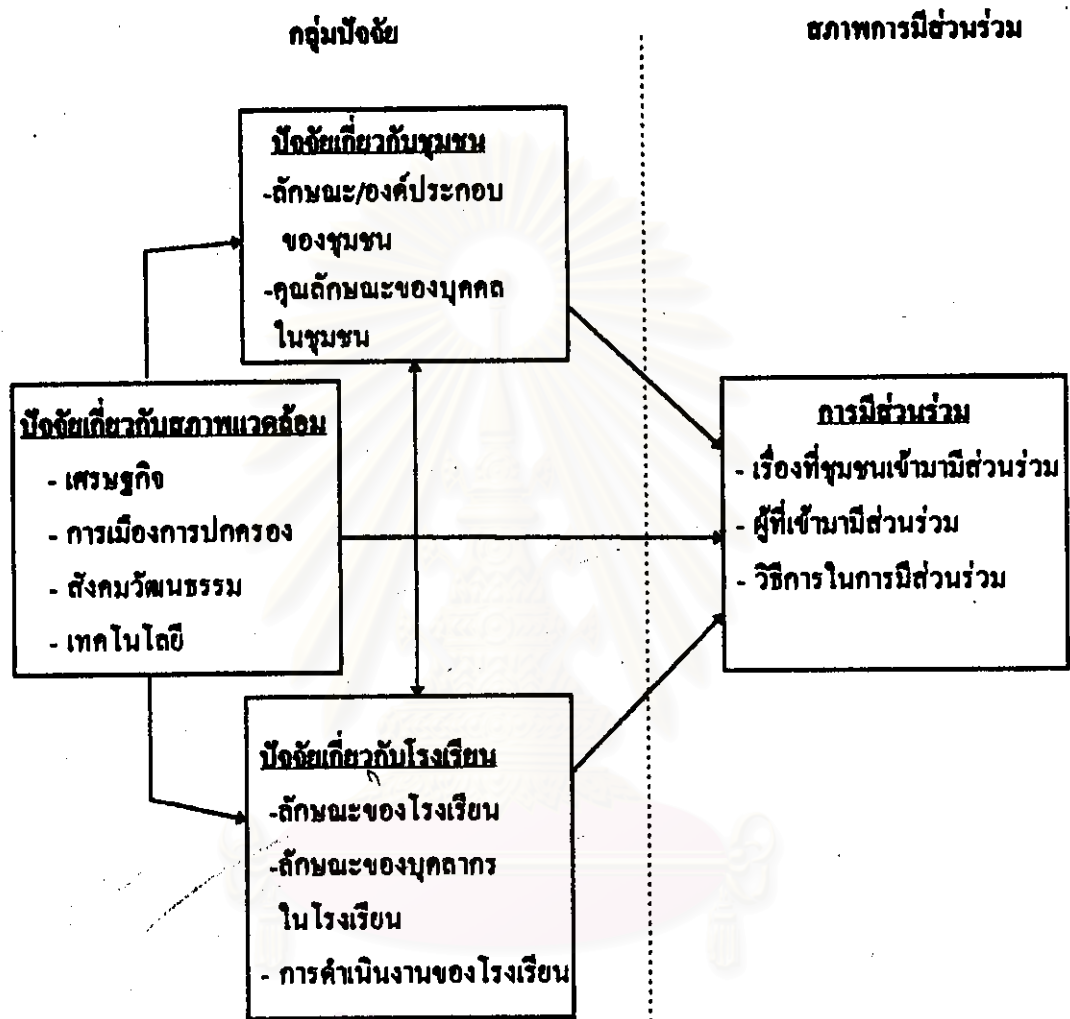 กลุ่มปัจจัย
สภาพการมีส่วนร่วม
ปัจจัยเกี่ยวกับชุมชน
-ลักษณะ/องค์ประกอบ
ของชุมชน
-คุณลักษณะของบุคคล
ในชุมชน
ปัจจัยเกี่ยวกับสภาพแวดล้อม
- เศรษฐกิจ
- การเมืองการปกครอง
- สังคมวัฒนธรรม
- เทคโนโลยี
การมีส่วนร่วม
- เรื่องที่ชุมชนเข้ามามีส่วนร่วม
- ผู้ที่เข้ามามีส่วนร่วม
- วิธีการในการมีส่วนร่วม
ปัจจัยเกี่ยวกับโรงเรียน
-ลักษณะของโรงเรียน
-ลักษณะของบุคลากร
ในโรงเรียน
- การดำเนินงานของโรงเรียน